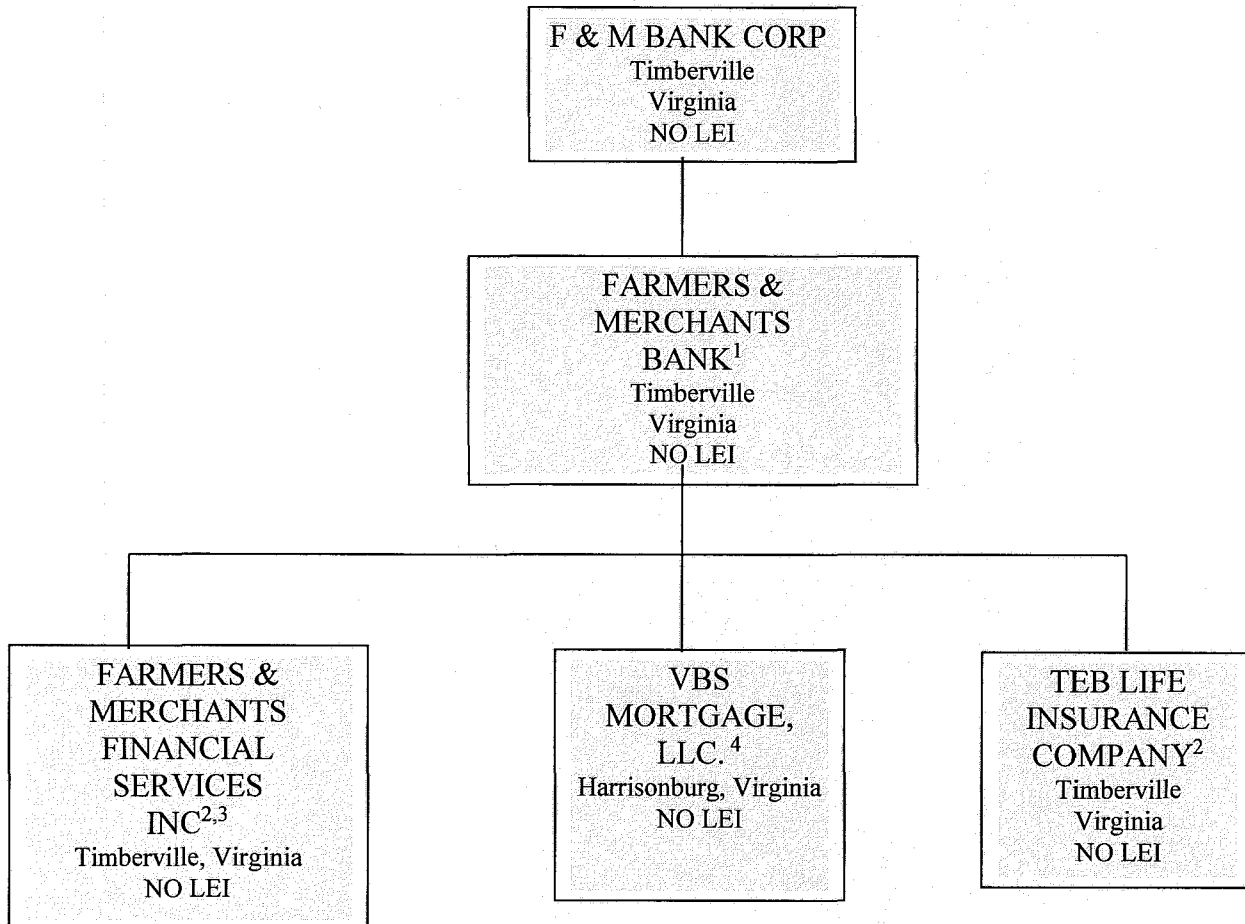 F & M BANK CORP
Timberville
Virginia
NO LEI
FARMERS &
MERCHANTS
BANK¹
Timberville
Virginia
NO LEI
FARMERS &
MERCHANTS
FINANCIAL
SERVICES
INC²,³
Timberville, Virginia
NO LEI
VBS
MORTGAGE,
LLC. ⁴
Harrisonburg, Virginia
NO LEI
TEB LIFE
INSURANCE
COMPANY²
Timberville
Virginia
NO LEI